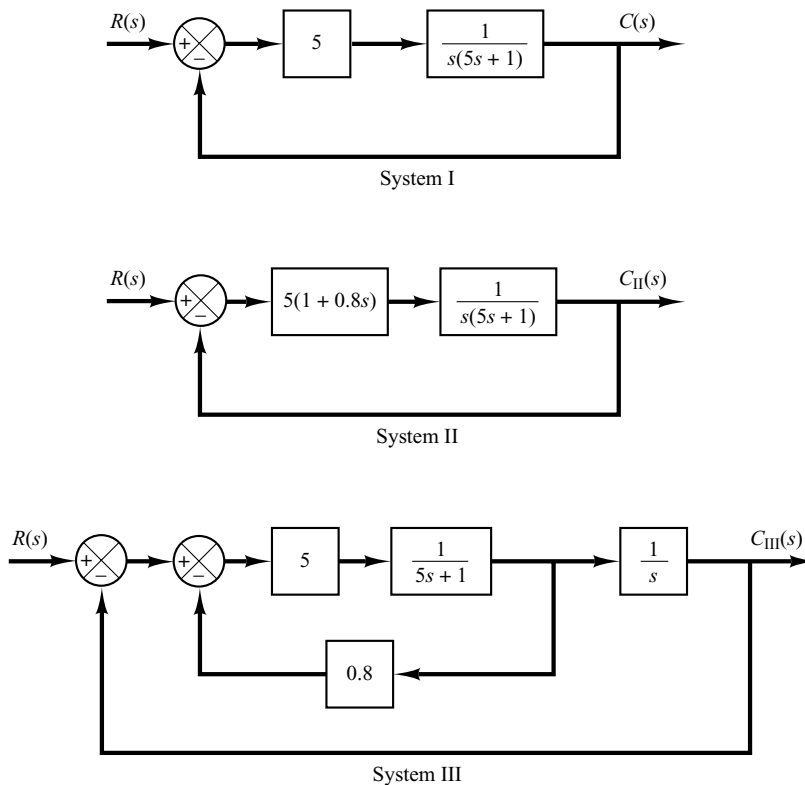 R(s) + − 5 1 / s(5s + 1) C(s)
System I
R(s) + − 5(1 + 0.8s) 1 / s(5s + 1) C_II(s)
System II
R(s) + − + − 5 1 / 5s + 1 1 / s C_III(s)
0.8
System III